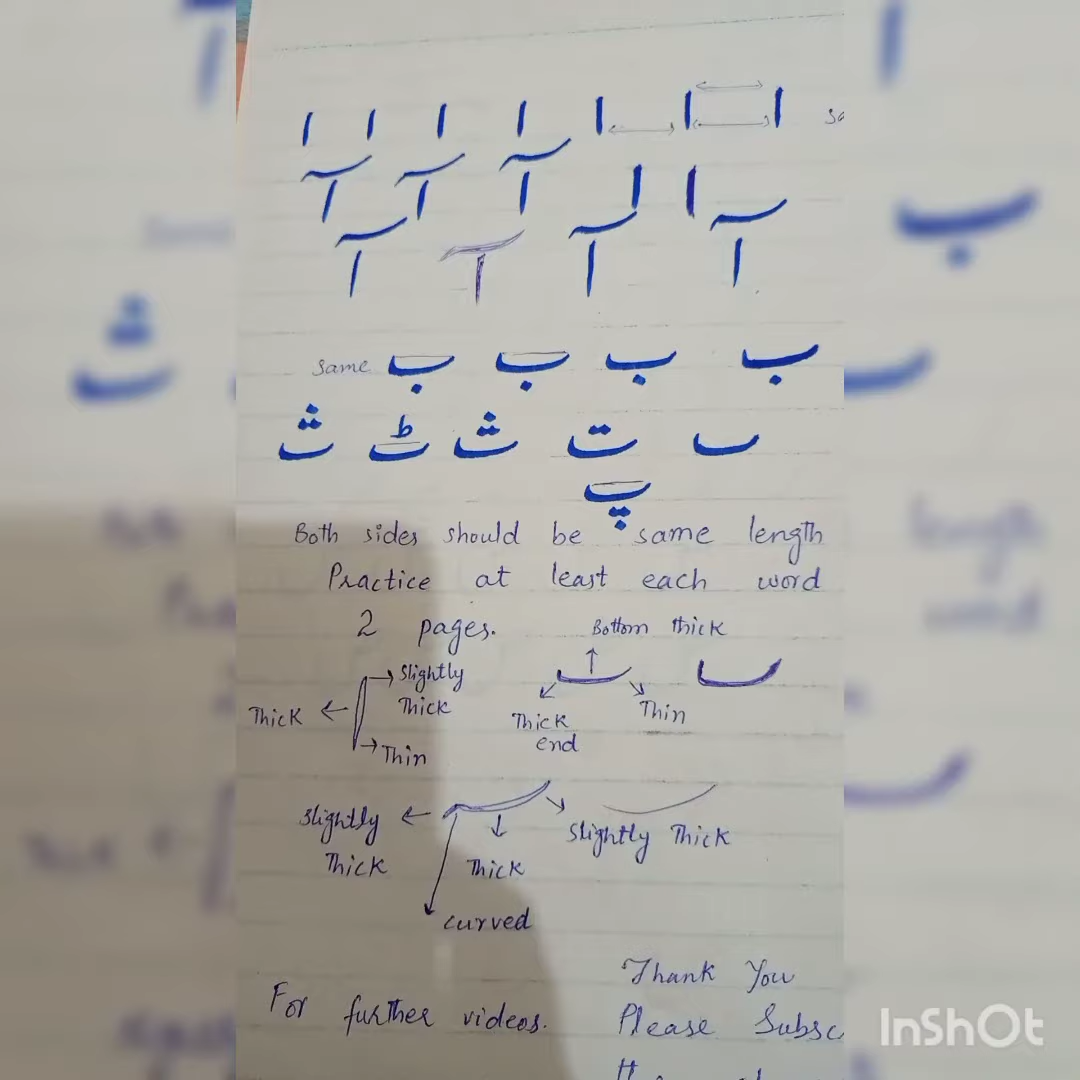 ا ا ا ا ا ا ا
ا ا آ آ آ
آ آ آ آ
ب ب ب ب same
ٮ ت ث ٹ ث
پ
Both sides should be same length
Practice at least each word
2 pages.
Bottom thick
Slightly
Thick
Thick
Thin
Thick
end
Thin
Slightly
Thick
Thick
Slightly Thick
curved
Thank You
For further videos.
Please
InShOt